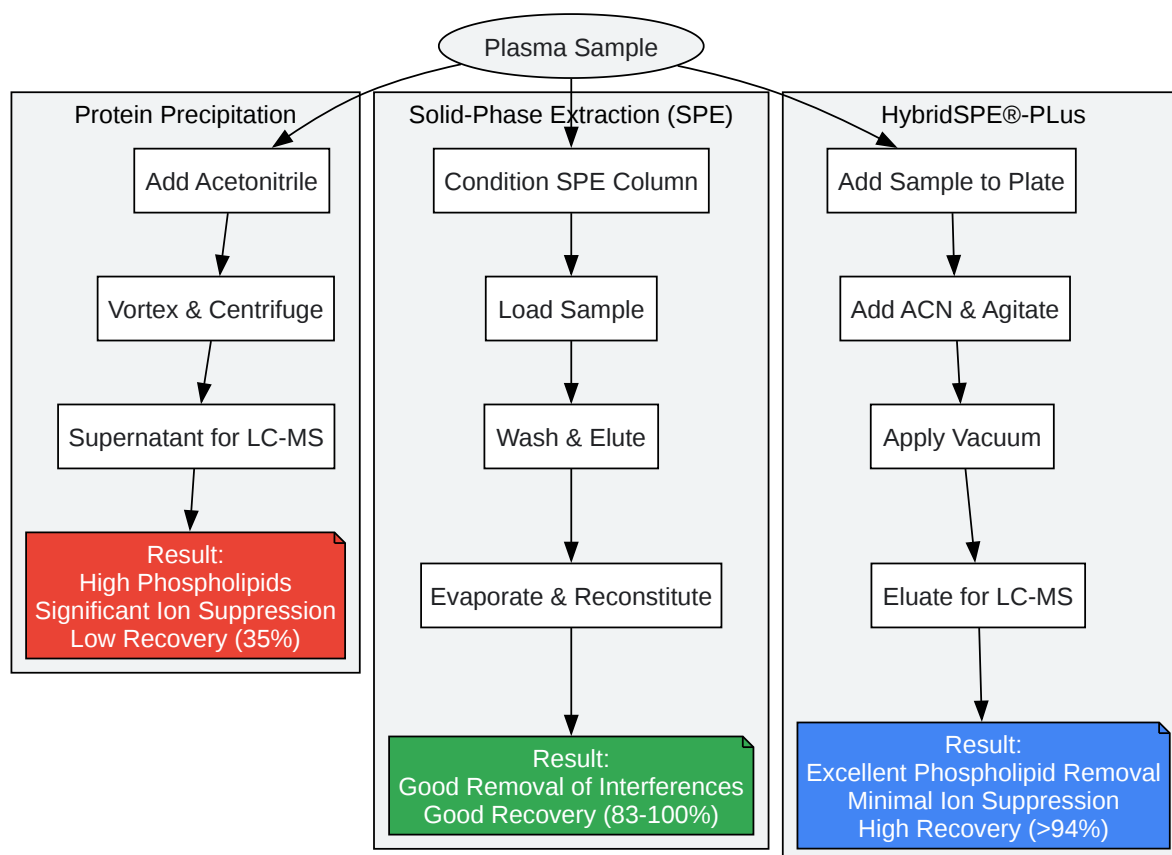 Plasma Sample
Protein Precipitation
Add Acetonitrile
Vortex & Centrifuge
Supernatant for LC-MS
Result:
High Phospholipids
Significant Ion Suppression
Low Recovery (35%)
Solid-Phase Extraction (SPE)
Condition SPE Column
Load Sample
Wash & Elute
Evaporate & Reconstitute
Result:
Good Removal of Interferences
Good Recovery (83-100%)
HybridSPE®-PLus
Add Sample to Plate
Add ACN & Agitate
Apply Vacuum
Eluate for LC-MS
Result:
Excellent Phospholipid Removal
Minimal Ion Suppression
High Recovery (>94%)